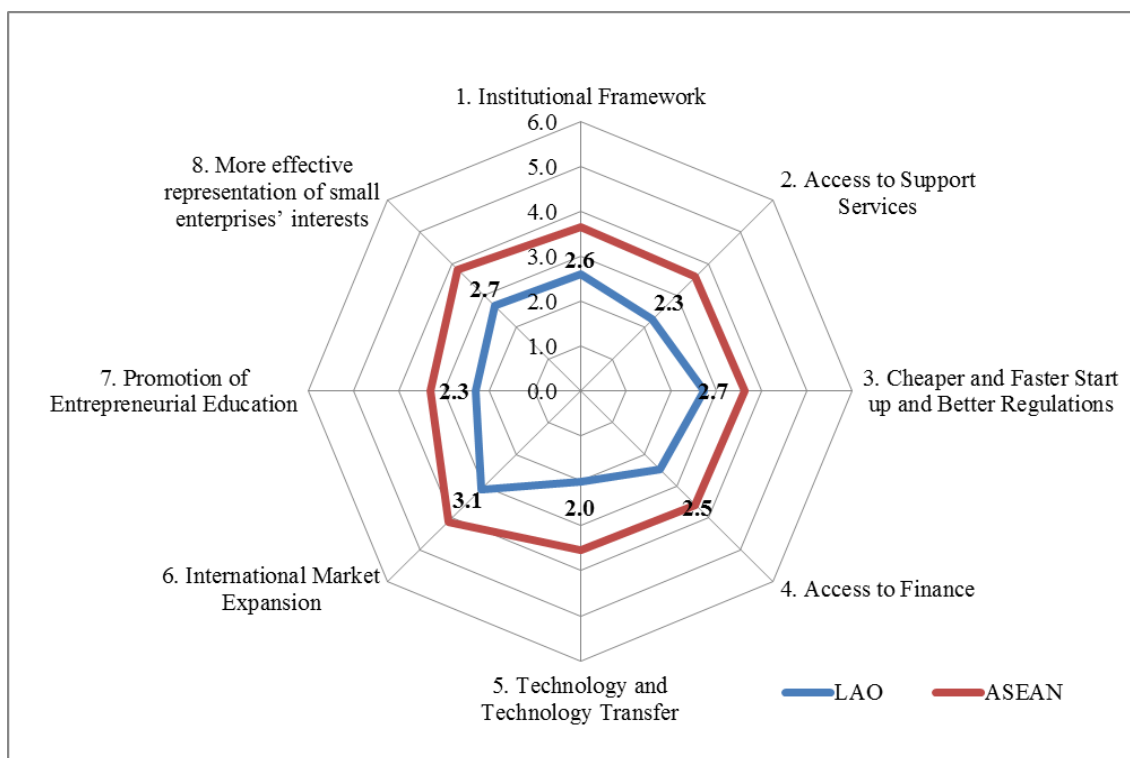 1. Institutional Framework
6.0
5.0
4.0
3.0
2.0
1.0
0.0
2.6
2.3
2.7
2.5
2.0
3.1
2.3
2.7
2. Access to Support
Services
3. Cheaper and Faster Start
up and Better Regulations
4. Access to Finance
5. Technology and
Technology Transfer
6. International Market
Expansion
7. Promotion of
Entrepreneurial Education
8. More effective
representation of small
enterprises’ interests
LAO
ASEAN